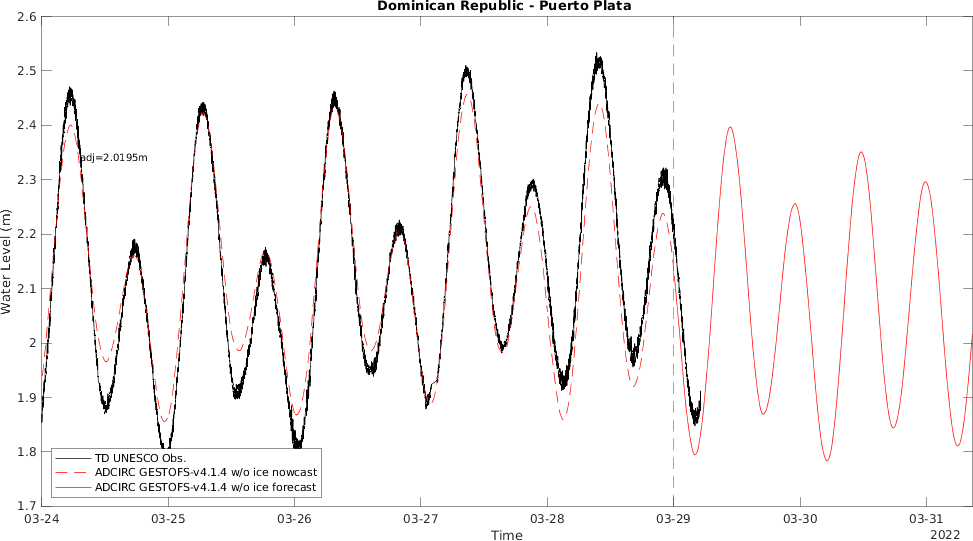 Dominican Republic - Puerto Plata
2.6
2.5
2.4
2.3
2.2
2.1
2
1.9
1.8
1.7
Water Level (m)
adj=2.0195m
TD UNESCO Obs.
ADCIRC GESTOFS-v4.1.4 w/o ice nowcast
ADCIRC GESTOFS-v4.1.4 w/o ice forecast
03-24
03-25
03-26
03-27
03-28
03-29
03-30
03-31
Time
2022